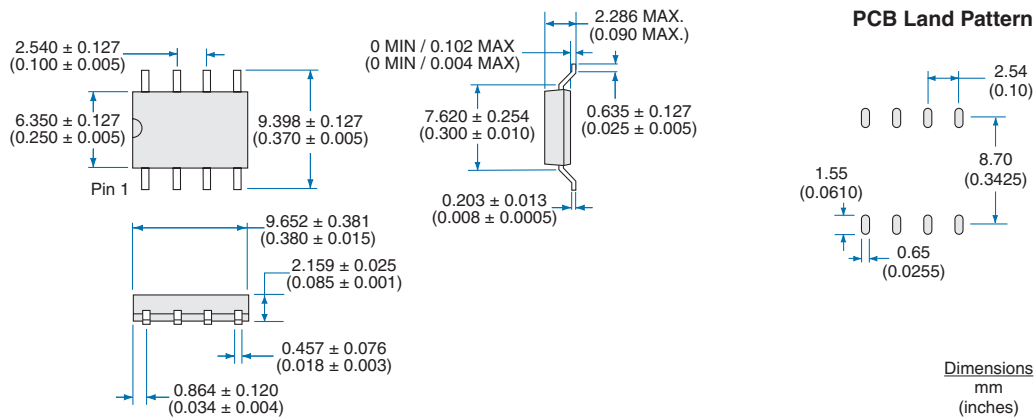 2.540 ± 0.127
(0.100 ± 0.005)
6.350 ± 0.127
(0.250 ± 0.005)
9.398 ± 0.127
(0.370 ± 0.005)
Pin 1
9.652 ± 0.381
(0.380 ± 0.015)
2.159 ± 0.025
(0.085 ± 0.001)
0.457 ± 0.076
(0.018 ± 0.003)
0.864 ± 0.120
(0.034 ± 0.004)
2.286 MAX.
(0.090 MAX.)
0 MIN / 0.102 MAX
(0 MIN / 0.004 MAX)
7.620 ± 0.254
(0.300 ± 0.010)
0.635 ± 0.127
(0.025 ± 0.005)
0.203 ± 0.013
(0.008 ± 0.0005)
PCB Land Pattern
2.54
(0.10)
8.70
(0.3425)
1.55
(0.0610)
0.65
(0.0255)
Dimensions
mm
(inches)